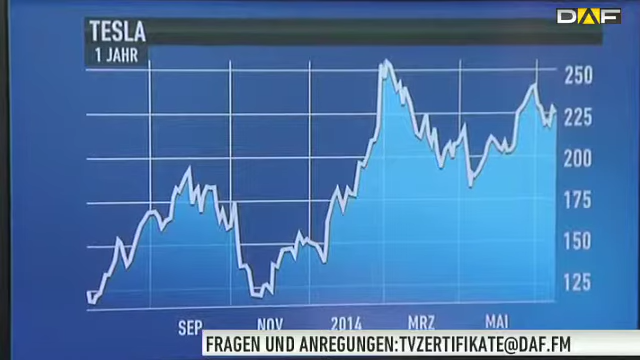 DAF
TESLA
1 JAHR
250
225
200
175
150
125
SEP NOV 2014 MRZ MAI
FRAGEN UND ANREGUNGEN:TVZERTIFIKATE@DAF.FM